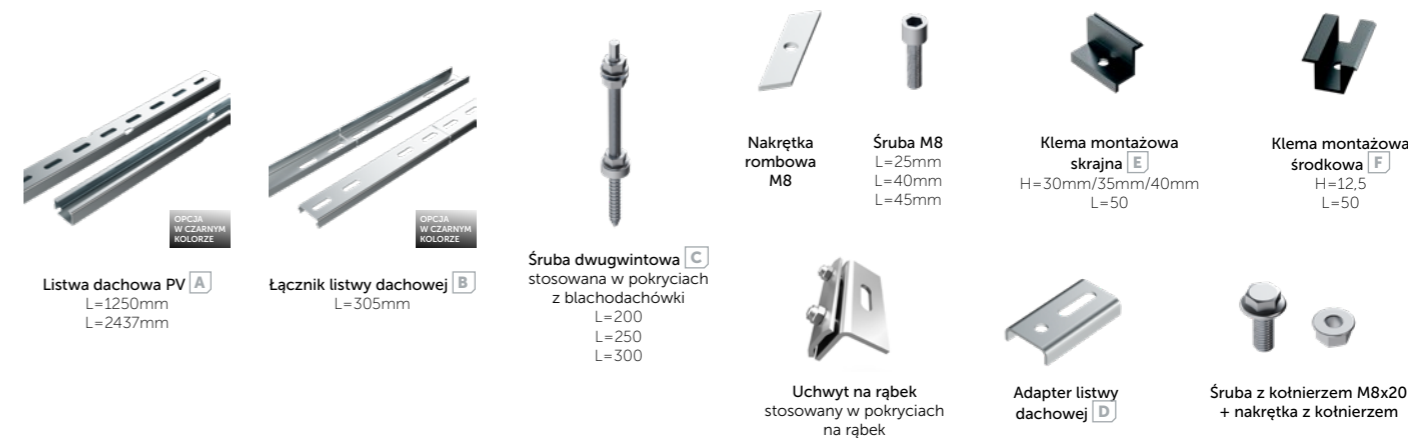 OPCJA
W CZARNYM
KOLORZE
Listwa dachowa PV A
L=1250mm
L=2437mm
OPCJA
W CZARNYM
KOLORZE
Łącznik listwy dachowej B
L=305mm
Śruba dwugwintowa C
stosowana w pokryciach
z blachodachówki
L=200
L=250
L=300
Nakrętka
rombowa
M8
Śruba M8
L=25mm
L=40mm
L=45mm
Klema montażowa
skrajna E
H=30mm/35mm/40mm
L=50
Klema montażowa
środkowa F
H=12,5
L=50
Uchwyt na rąbek
stosowany w pokryciach
na rąbek
Adapter listwy
dachowej D
Śruba z kołnierzem M8x20
+ nakrętka z kołnierzem